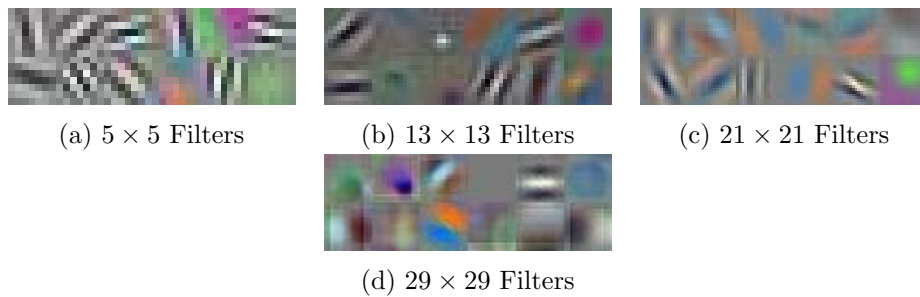 (a) 5 × 5 Filters
(b) 13 × 13 Filters
(c) 21 × 21 Filters
(d) 29 × 29 Filters